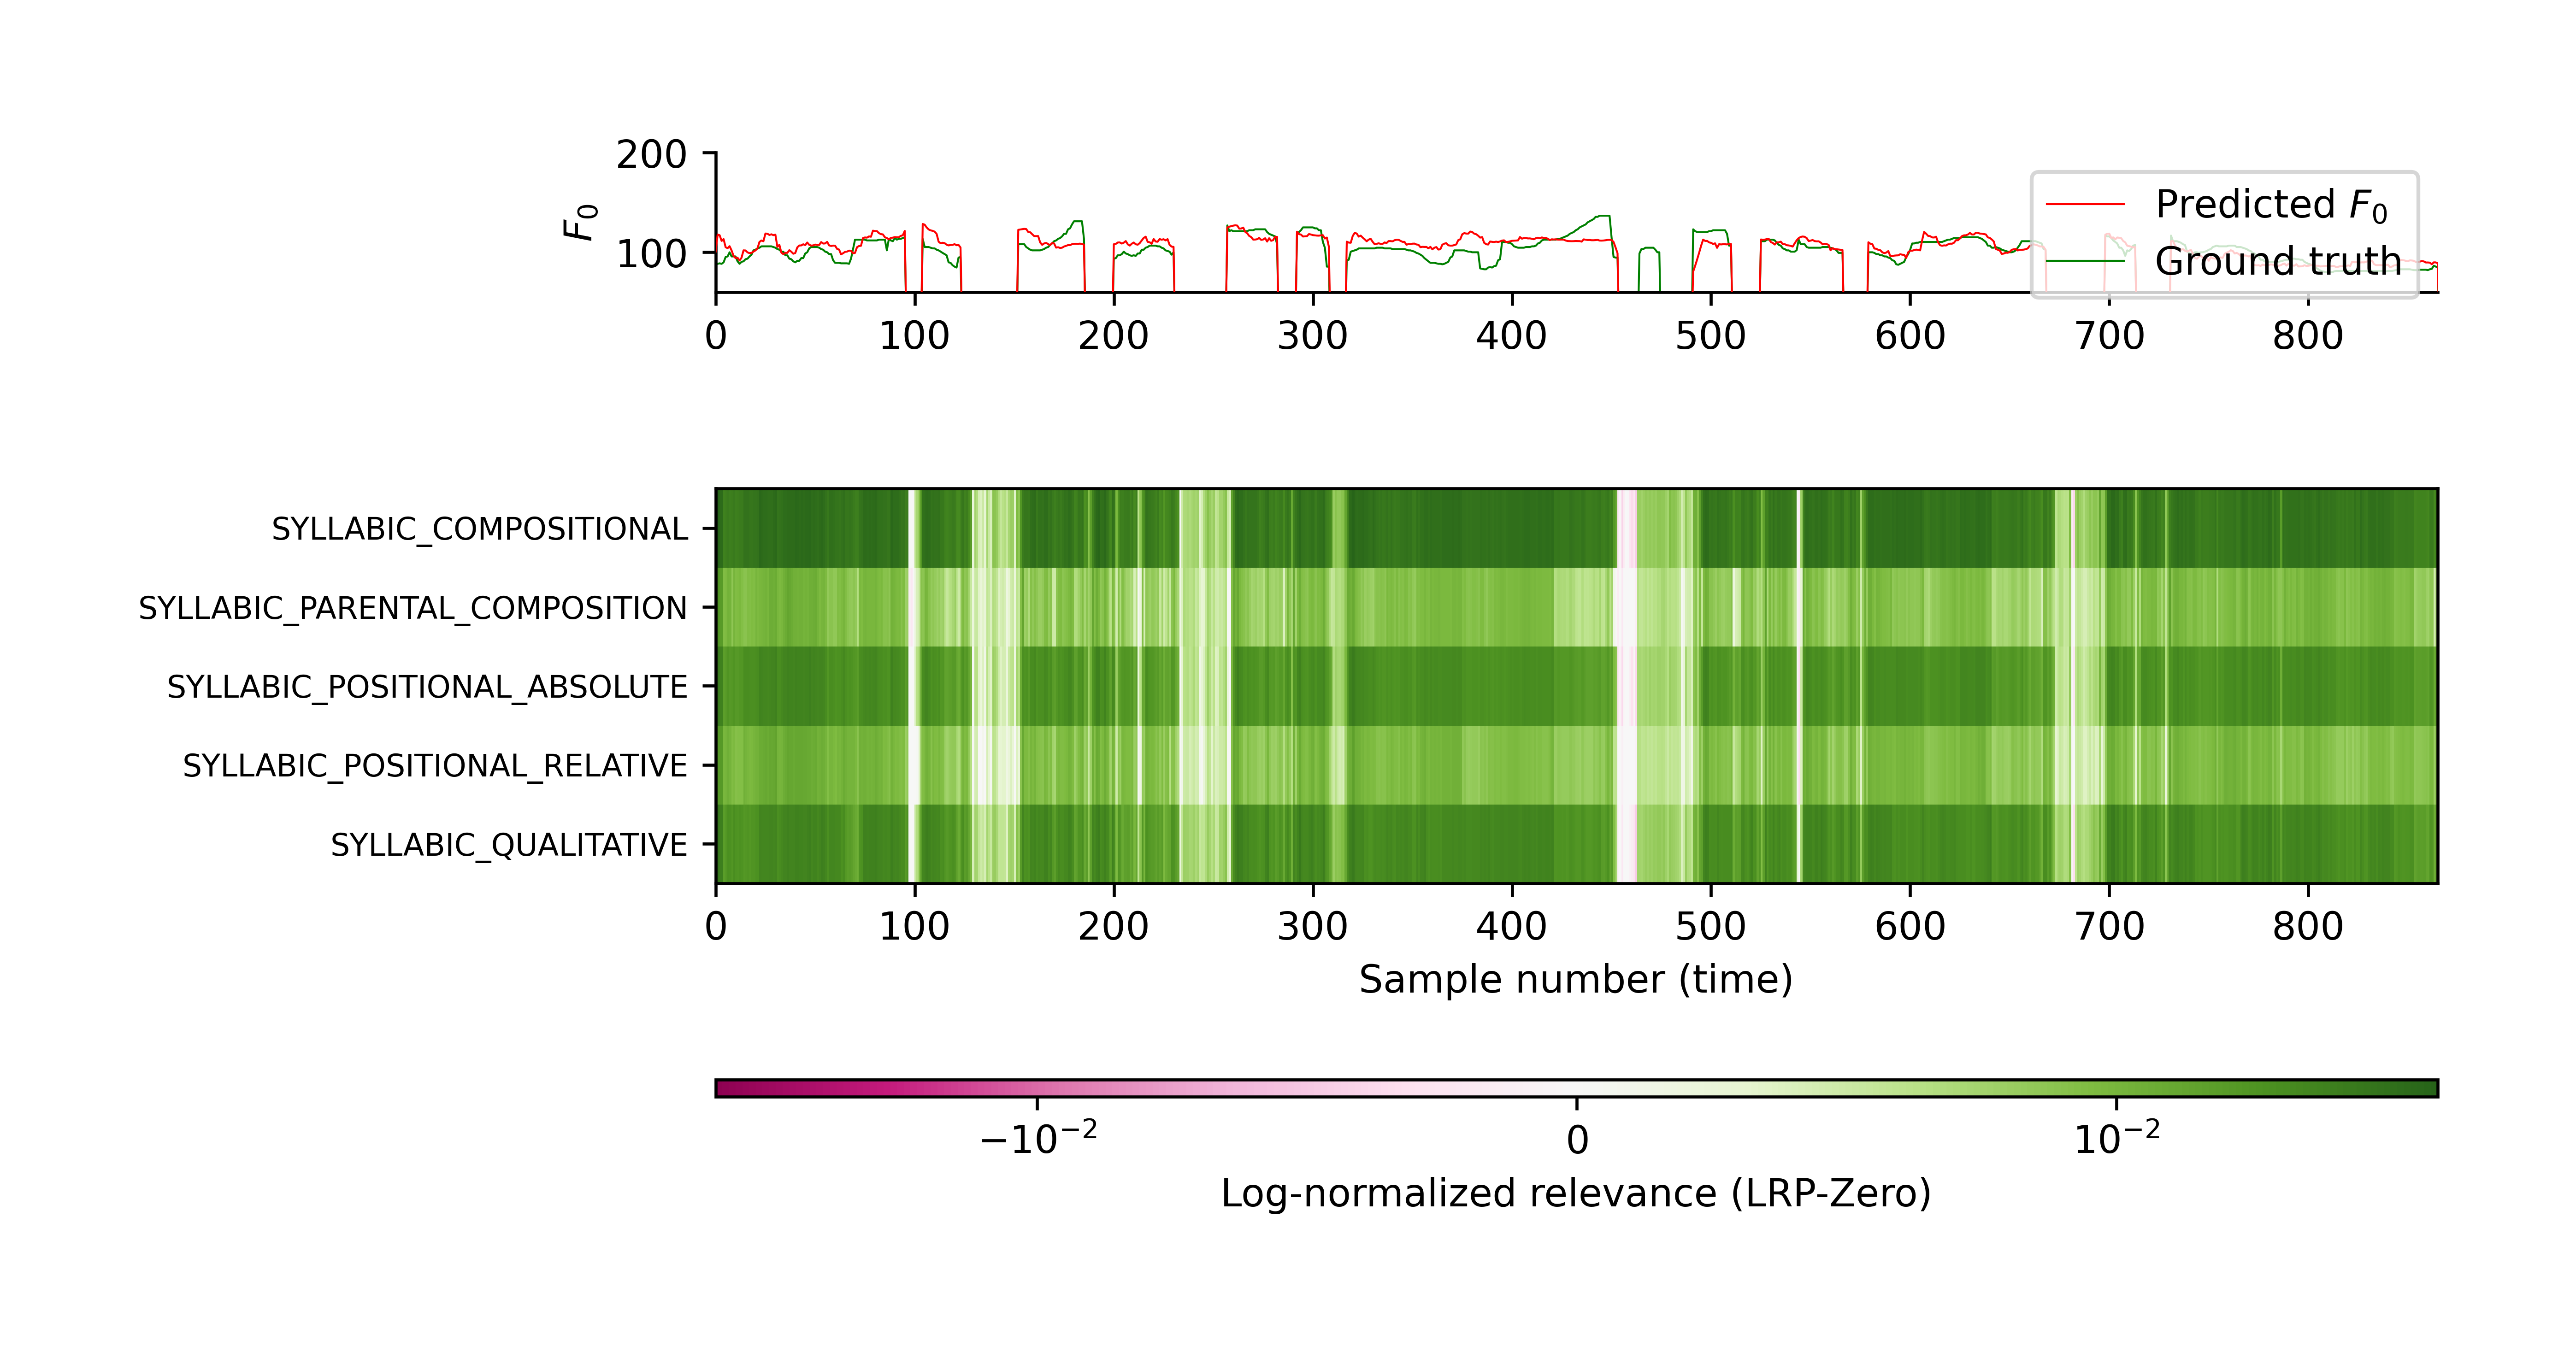 200
100
F₀
Predicted F₀
Ground truth
0 100 200 300 400 500 600 700 800
SYLLABIC_COMPOSITIONAL
SYLLABIC_PARENTAL_COMPOSITION
SYLLABIC_POSITIONAL_ABSOLUTE
SYLLABIC_POSITIONAL_RELATIVE
SYLLABIC_QUALITATIVE
0 100 200 300 400 500 600 700 800
Sample number (time)
−10⁻² 0 10⁻²
Log-normalized relevance (LRP-Zero)